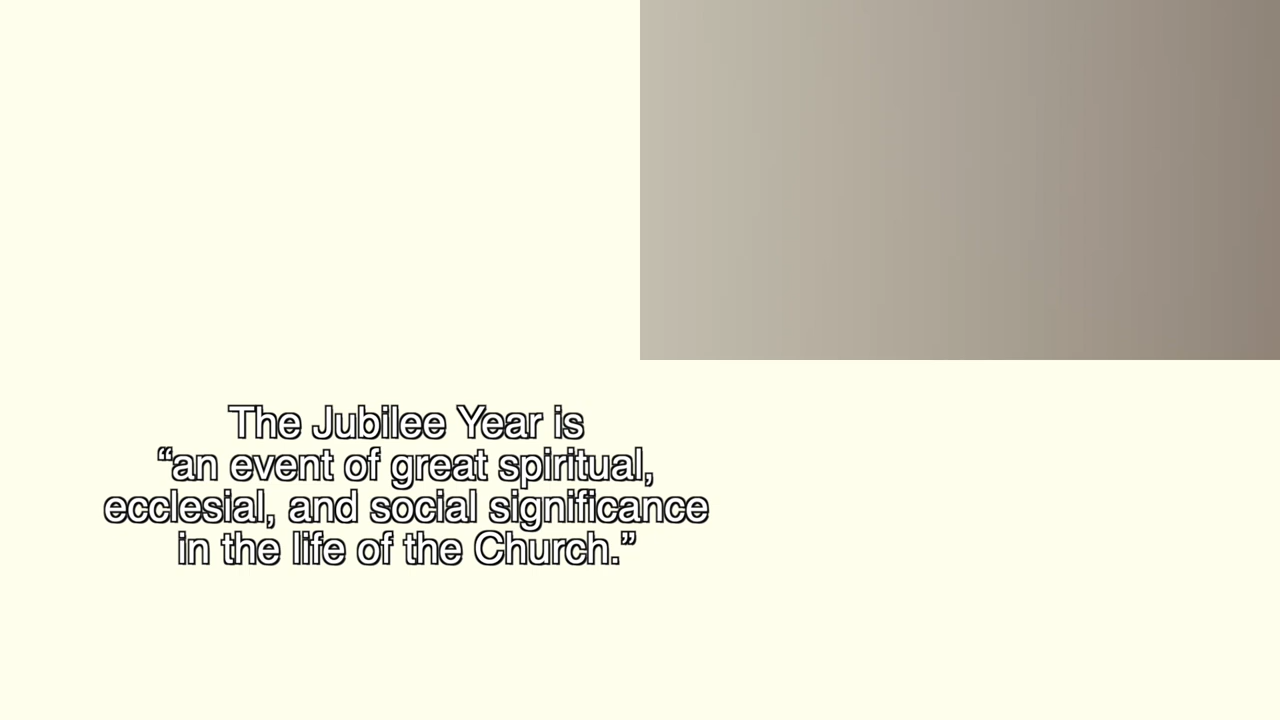 The Jubilee Year is
“an event of great spiritual,
ecclesial, and social significance
in the life of the Church.”